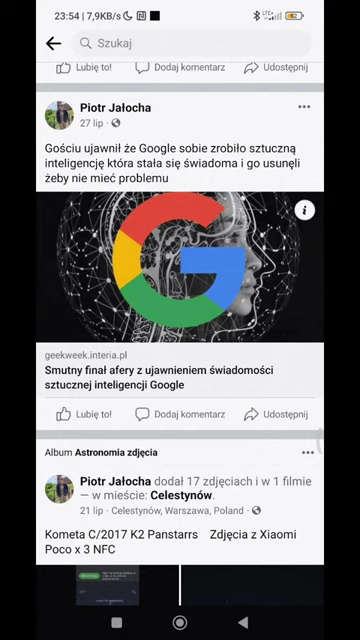 23:54 | 7,9KB/s
LTE+
52
Szukaj
Lubię to!
Dodaj komentarz
Udostępnij
Piotr Jałocha
27 lip ·
Gościu ujawnił że Google sobie zrobiło sztuczną
inteligencję która stała się świadoma i go usunęli
żeby nie mieć problemu
geekweek.interia.pl
Smutny finał afery z ujawnieniem świadomości
sztucznej inteligencji Google
Lubię to!
Dodaj komentarz
Udostępnij
Album Astronomia zdjęcia
Piotr Jałocha dodał 17 zdjęciach i w 1 filmie
— w mieście: Celestynów.
21 lip · Celestynów, Warszawa, Poland ·
Kometa C/2017 K2 Panstarrs Zdjęcia z Xiaomi
Poco x 3 NFC